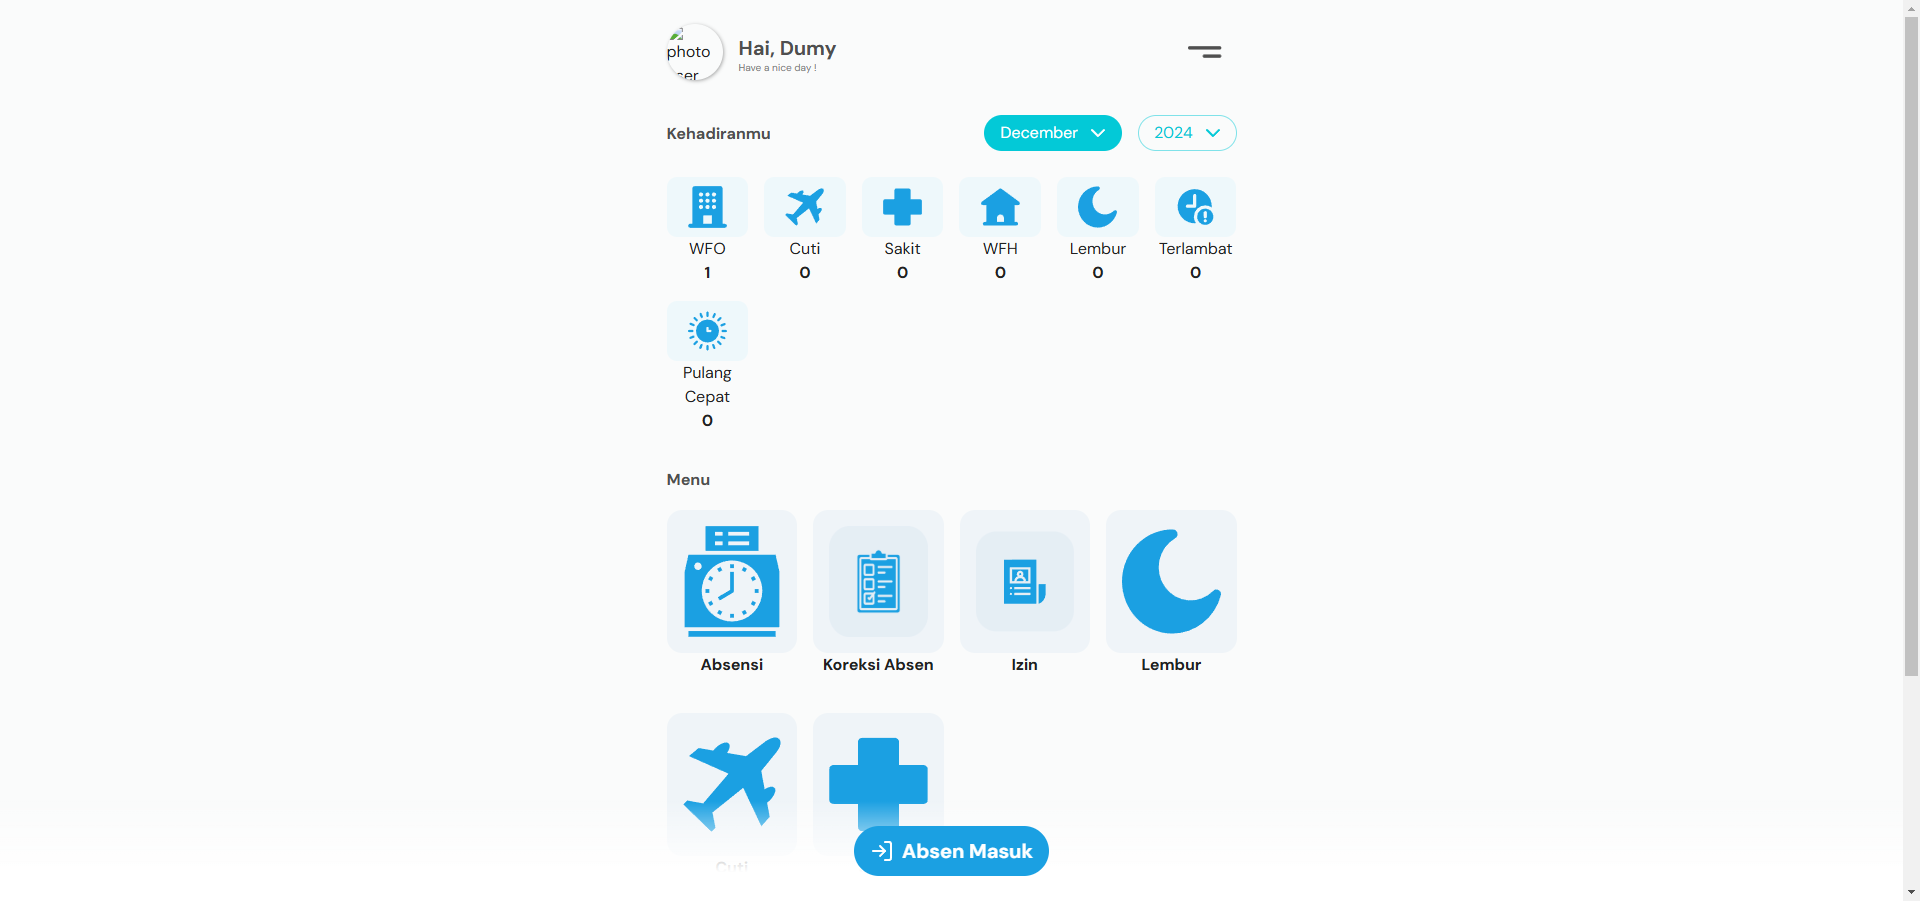 photo
Hai, Dumy
Have a nice day !
Kehadiranmu
December
2024
WFO
Cuti
Sakit
WFH
Lembur
Terlambat
1
0
0
0
0
0
Pulang
Cepat
0
Menu
Absensi
Koreksi Absen
Izin
Lembur
Cuti
Absen Masuk